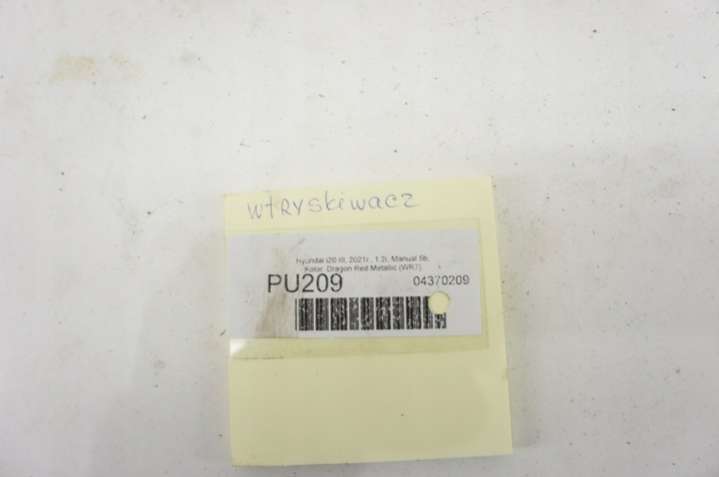 wtryskiwacz
Hyundai i20 III, 2021r., 1.2i, Manual 5b,
Kolor: Dragon Red Metallic (WR7),
PU209 04370209